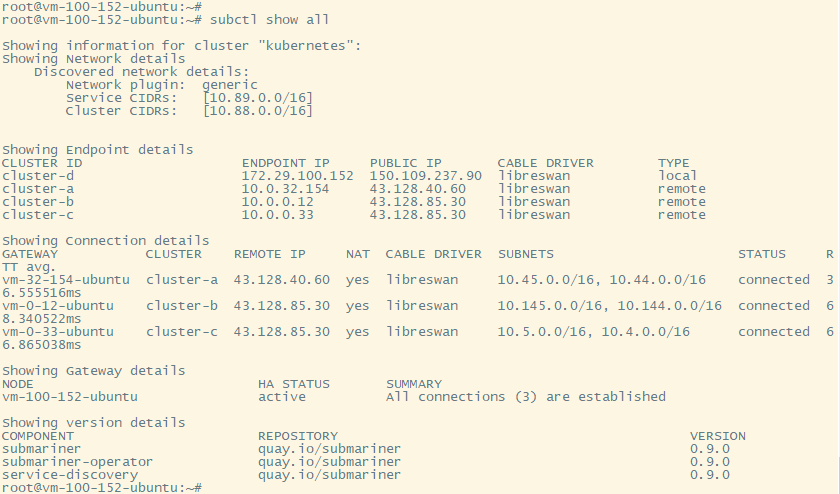 root@vm-100-152-ubuntu:~#
root@vm-100-152-ubuntu:~# subctl show all

Showing information for cluster "kubernetes":
Showing Network details
    Discovered network details:
        Network plugin:  generic
        Service CIDRs:   [10.89.0.0/16]
        Cluster CIDRs:   [10.88.0.0/16]


Showing Endpoint details
CLUSTER ID                    ENDPOINT IP     PUBLIC IP       CABLE DRIVER        TYPE
cluster-d                     172.29.100.152  150.109.237.90  libreswan           local
cluster-a                     10.0.32.154     43.128.40.60    libreswan           remote
cluster-b                     10.0.0.12       43.128.85.30    libreswan           remote
cluster-c                     10.0.0.33       43.128.85.30    libreswan           remote

Showing Connection details
GATEWAY           CLUSTER    REMOTE IP     NAT  CABLE DRIVER  SUBNETS                       STATUS     R
TT avg.
vm-32-154-ubuntu  cluster-a  43.128.40.60  yes  libreswan     10.45.0.0/16, 10.44.0.0/16    connected  3
6.555516ms
vm-0-12-ubuntu    cluster-b  43.128.85.30  yes  libreswan     10.145.0.0/16, 10.144.0.0/16  connected  6
8.340522ms
vm-0-33-ubuntu    cluster-c  43.128.85.30  yes  libreswan     10.5.0.0/16, 10.4.0.0/16      connected  6
6.865038ms

Showing Gateway details
NODE                            HA STATUS       SUMMARY
vm-100-152-ubuntu               active          All connections (3) are established

Showing version details
COMPONENT                       REPOSITORY                                            VERSION
submariner                      quay.io/submariner                                    0.9.0
submariner-operator             quay.io/submariner                                    0.9.0
service-discovery               quay.io/submariner                                    0.9.0
root@vm-100-152-ubuntu:~#